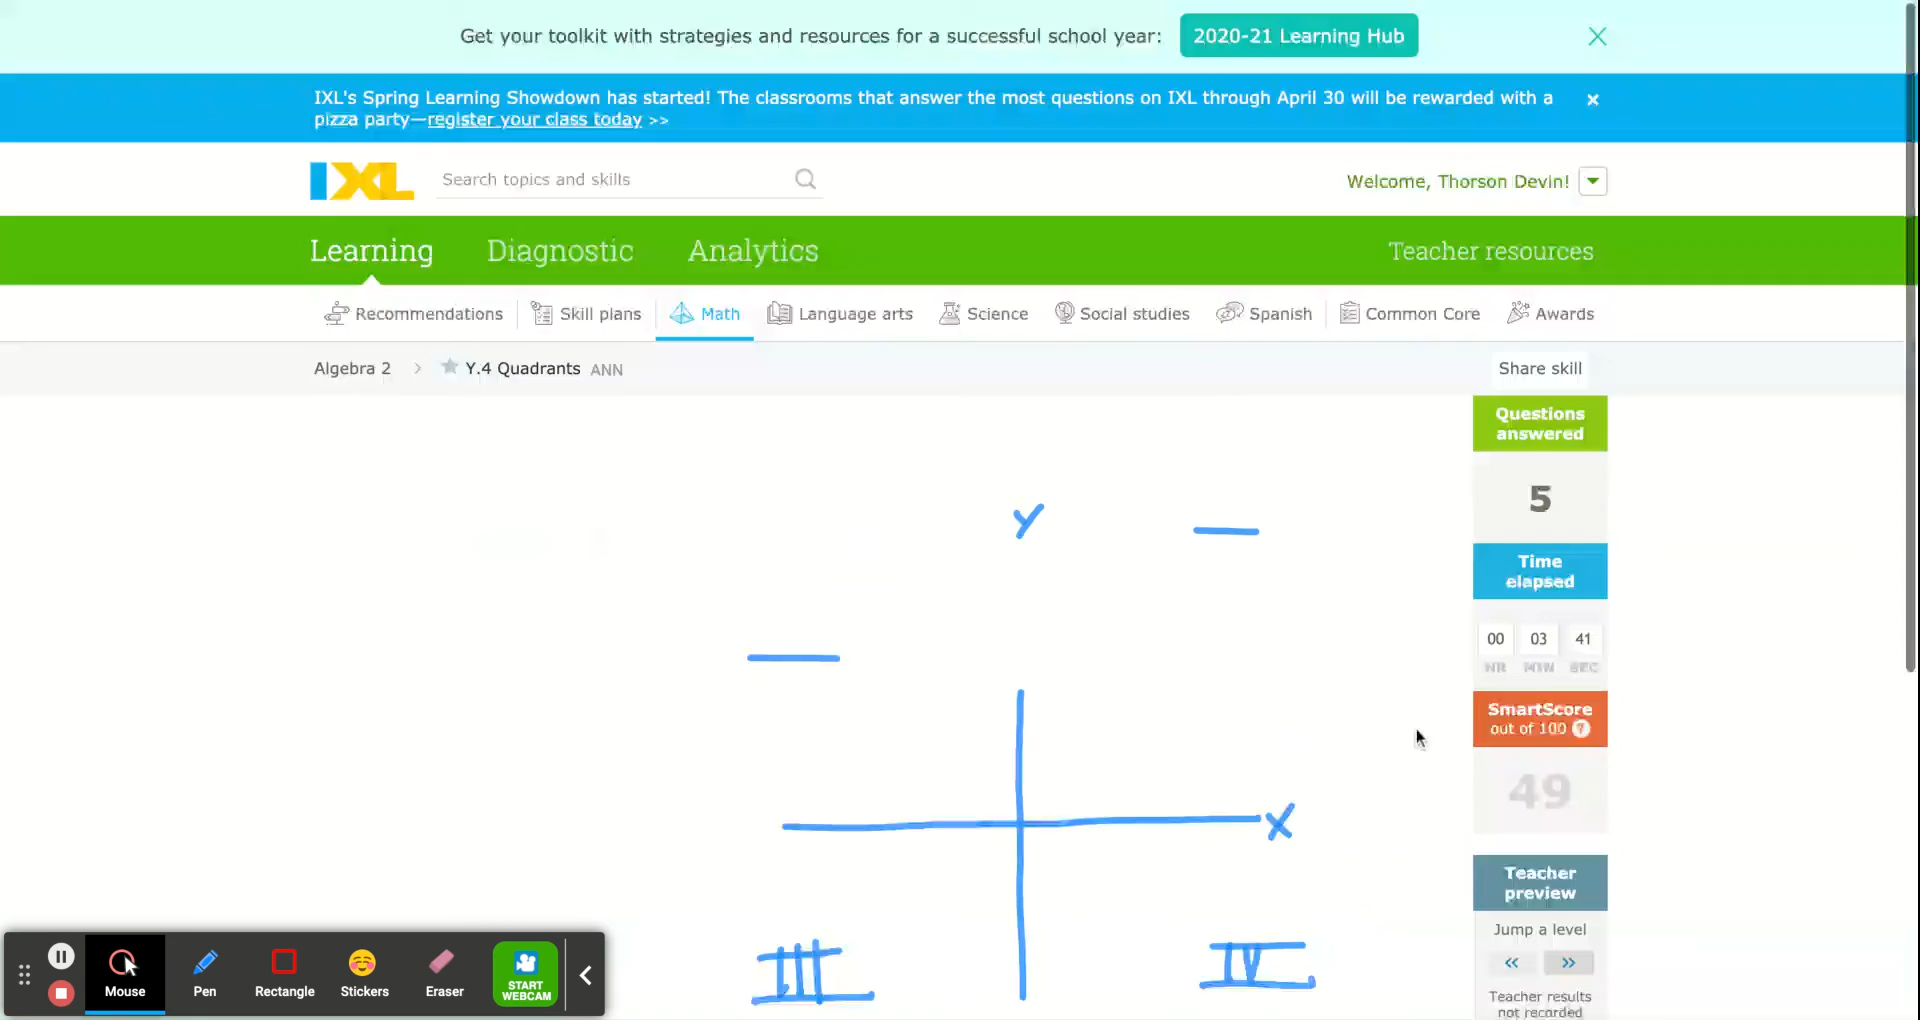 Get your toolkit with strategies and resources for a successful school year: 2020-21 Learning Hub
IXL's Spring Learning Showdown has started! The classrooms that answer the most questions on IXL through April 30 will be rewarded with a
pizza party—register your class today >>
IXL Search topics and skills Welcome, Thorson Devin!
Learning Diagnostic Analytics Teacher resources
Recommendations Skill plans Math Language arts Science Social studies Spanish Common Core Awards
Algebra 2 > Y.4 Quadrants ANN Share skill
Questions
answered
5
Y
Time
elapsed
00 03 41
HR MIN SEC
SmartScore
out of 100 ?
49
X
Teacher
preview
Jump a level
<< >>
Teacher results
not recorded
III IV
Mouse Pen Rectangle Stickers Eraser START
WEBCAM